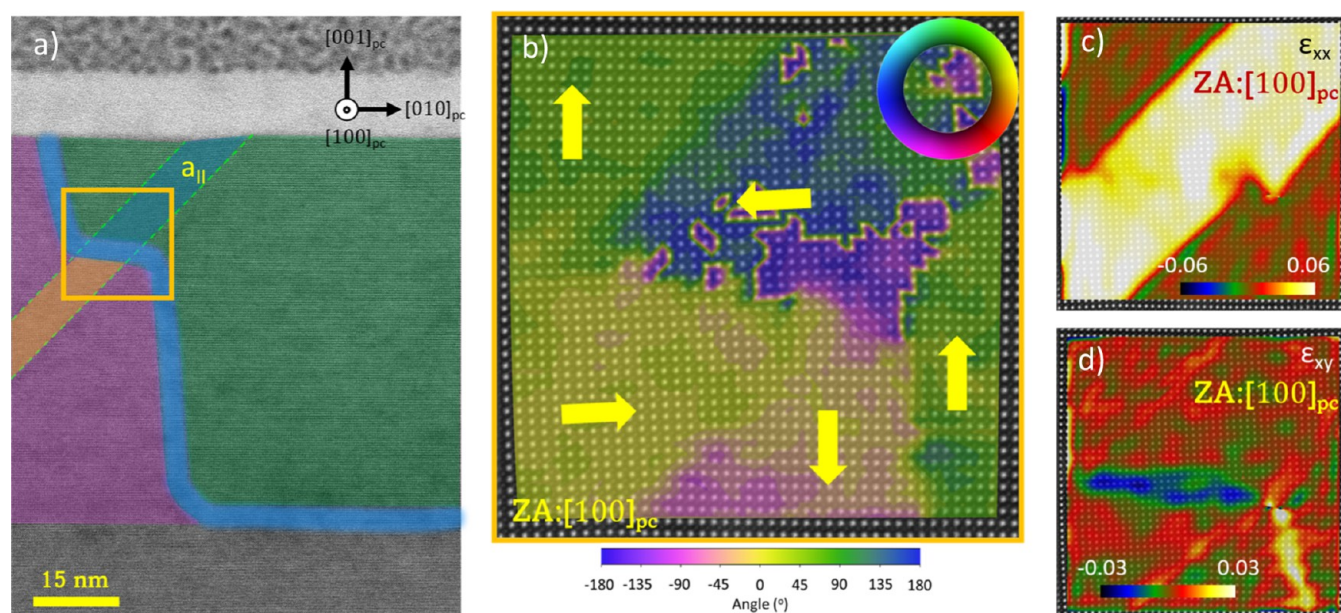 a)
[001]pc
[010]pc
[100]pc
a||
15 nm
b)
ZA:[100]pc
-180 -135 -90 -45 0 45 90 135 180
Angle (°)
c)
εxx
ZA:[100]pc
-0.06 0.06
d)
εxy
ZA:[100]pc
-0.03 0.03